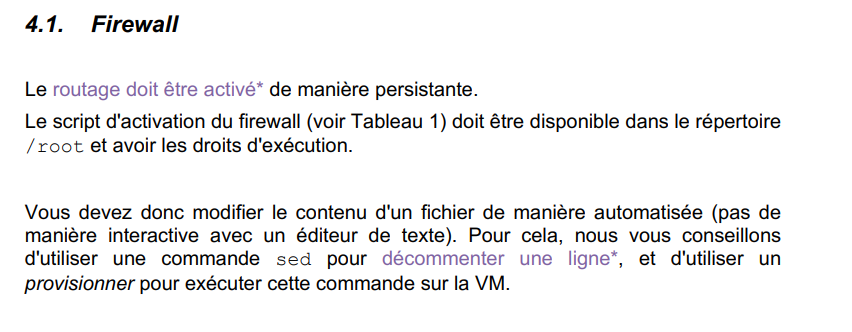 4.1. Firewall
Le routage doit être activé* de manière persistante.
Le script d'activation du firewall (voir Tableau 1) doit être disponible dans le répertoire
/root et avoir les droits d'exécution.
Vous devez donc modifier le contenu d'un fichier de manière automatisée (pas de
manière interactive avec un éditeur de texte). Pour cela, nous vous conseillons
d'utiliser une commande sed pour décommenter une ligne*, et d'utiliser un
provisionner pour exécuter cette commande sur la VM.